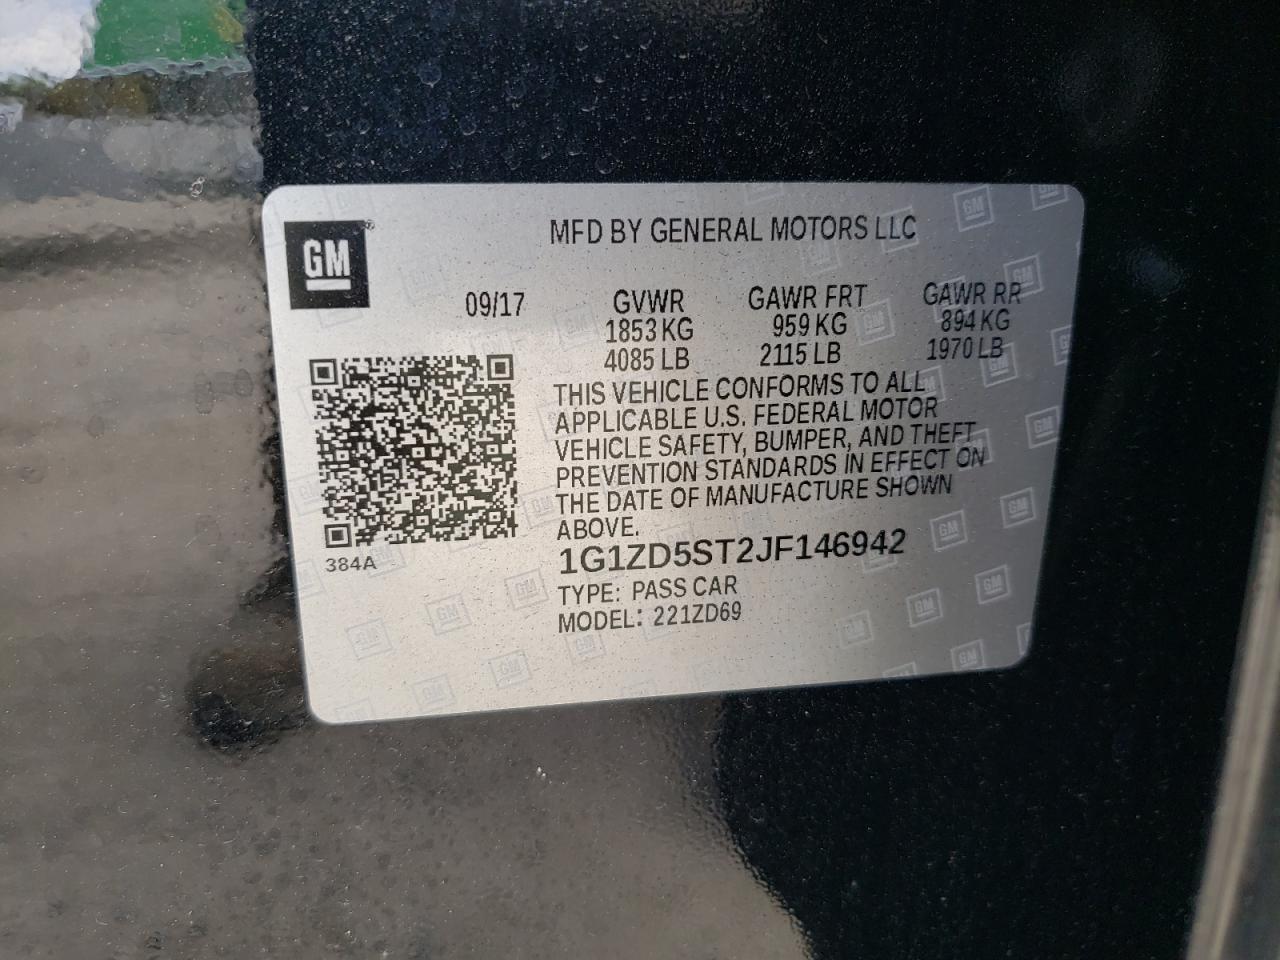 GM
MFD BY GENERAL MOTORS LLC
09/17 GVWR GAWR FRT GAWR RR
1853 KG 959 KG 894 KG
4085 LB 2115 LB 1970 LB
THIS VEHICLE CONFORMS TO ALL
APPLICABLE U.S. FEDERAL MOTOR
VEHICLE SAFETY, BUMPER, AND THEFT
PREVENTION STANDARDS IN EFFECT ON
THE DATE OF MANUFACTURE SHOWN
ABOVE.
384A
1G1ZD5ST2JF146942
TYPE: PASS CAR
MODEL: 221ZD69